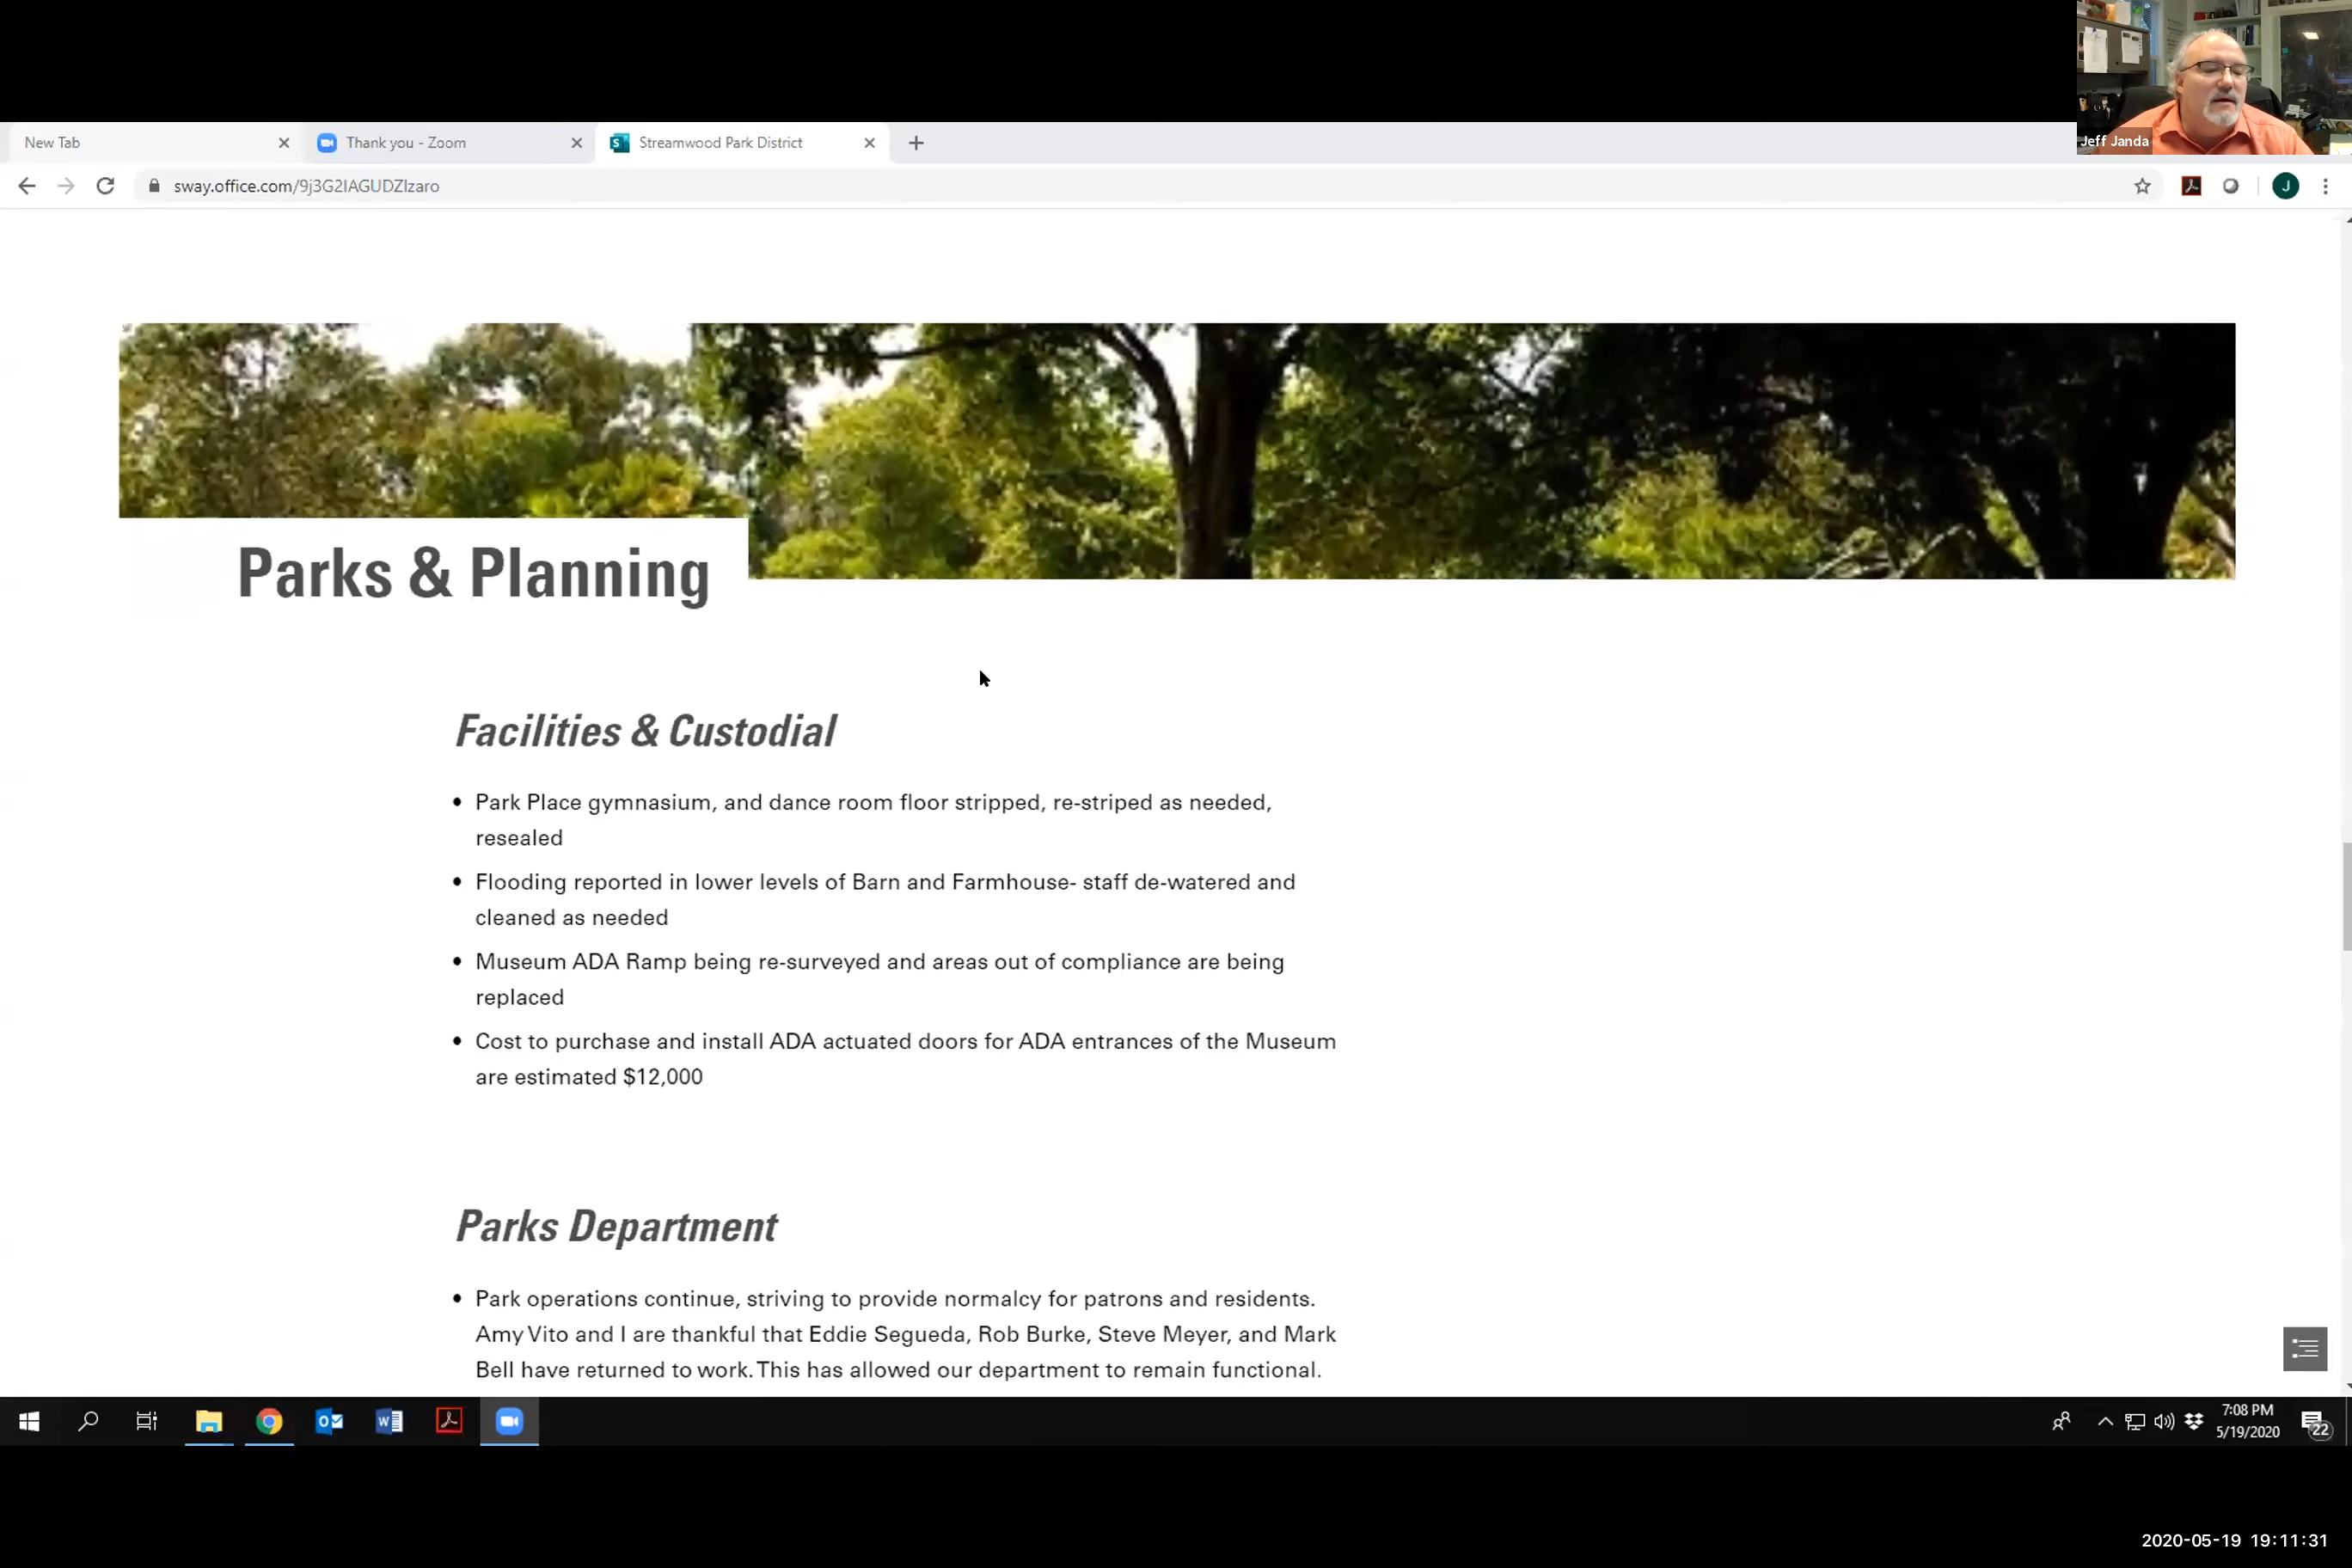 New Tab
Thank you - Zoom
Streamwood Park District
Jeff Janda
sway.office.com/9j3G2IAGUDZIzaro
J
Parks & Planning
Facilities & Custodial
• Park Place gymnasium, and dance room floor stripped, re-striped as needed,
resealed
• Flooding reported in lower levels of Barn and Farmhouse- staff de-watered and
cleaned as needed
• Museum ADA Ramp being re-surveyed and areas out of compliance are being
replaced
• Cost to purchase and install ADA actuated doors for ADA entrances of the Museum
are estimated $12,000
Parks Department
• Park operations continue, striving to provide normalcy for patrons and residents.
Amy Vito and I are thankful that Eddie Segueda, Rob Burke, Steve Meyer, and Mark
Bell have returned to work. This has allowed our department to remain functional.
7:08 PM
5/19/2020
22
2020-05-19 19:11:31